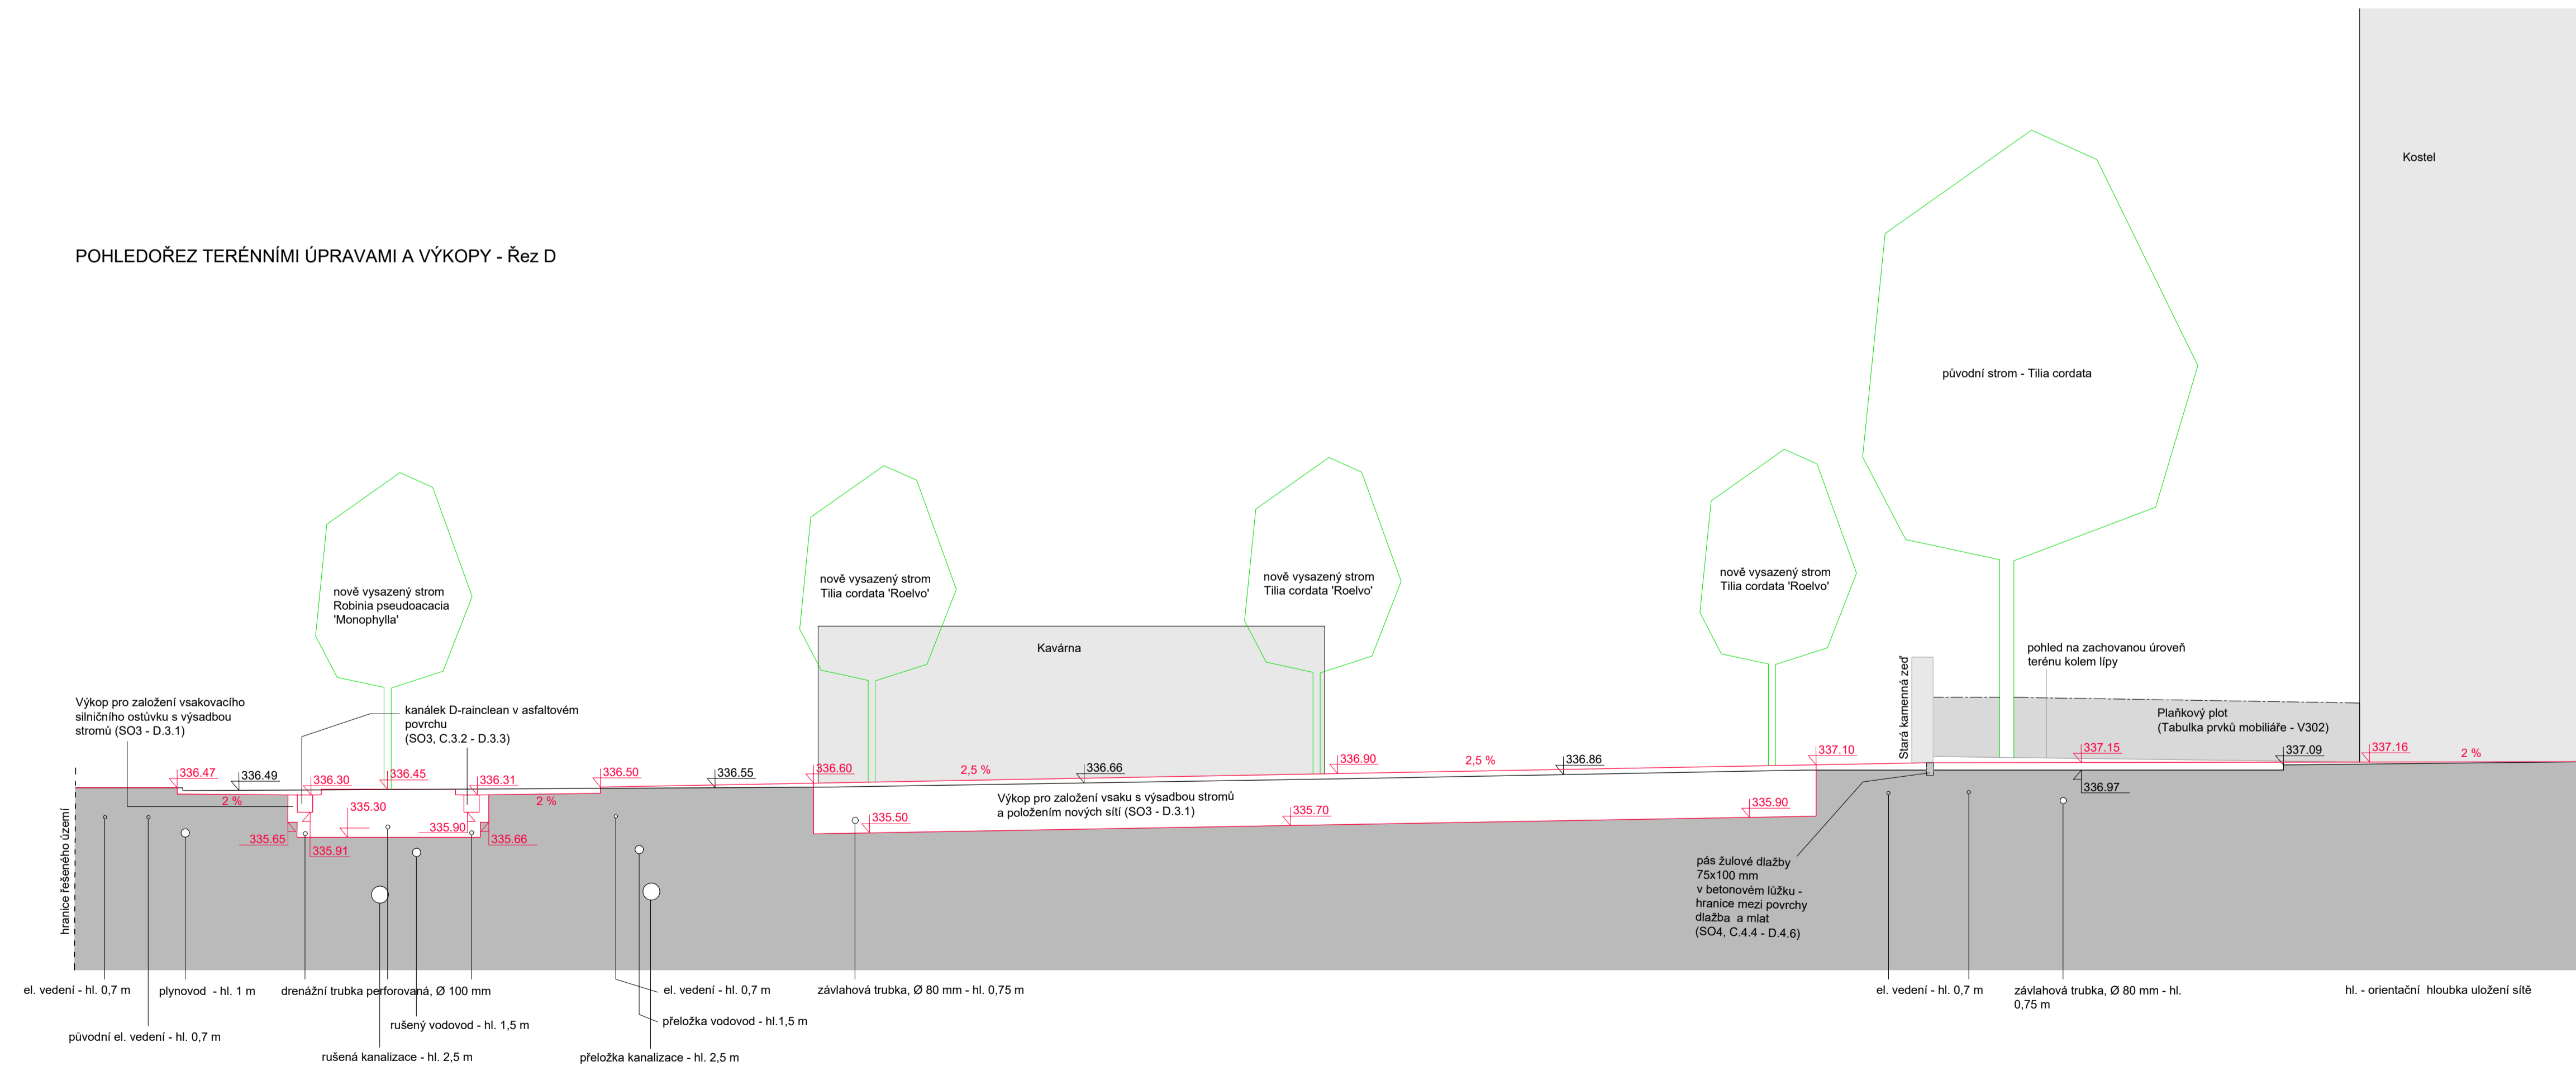 Kostel
POHLEDOŘEZ TERÉNNÍMI ÚPRAVAMI A VÝKOPY - Řez D
původní strom - Tilia cordata
nově vysazený strom
Robinia pseudoacacia
'Monophylla'
nově vysazený strom
Tilia cordata 'Roelvo'
nově vysazený strom
Tilia cordata 'Roelvo'
nově vysazený strom
Tilia cordata 'Roelvo'
Kavárna
Stará kamenná zeď
pohled na zachovanou úroveň
terénu kolem lípy
Plaňkový plot
(Tabulka prvků mobiliáře - V302)
Výkop pro založení vsakovacího
silničního ostůvku s výsadbou
stromů (SO3 - D.3.1)
kanálek D-rainclean v asfaltovém
povrchu
(SO3, C.3.2 - D.3.3)
336.47
336.49
336.30
336.45
336.31
336.50
336.55
336.60
2,5 %
336.66
336.90
2,5 %
336.86
337.10
337.15
337.09
337.16
2 %
2 %
335.30
2 %
335.65
335.91
335.90
335.66
335.50
Výkop pro založení vsaku s výsadbou stromů
a položením nových sítí (SO3 - D.3.1)
335.70
335.90
336.97
hranice řešeného území
pás žulové dlažby
75x100 mm
v betonovém lůžku -
hranice mezi povrchy
dlažba a mlat
(SO4, C.4.4 - D.4.6)
el. vedení - hl. 0,7 m
plynovod - hl. 1 m
drenážní trubka perforovaná, Ø 100 mm
el. vedení - hl. 0,7 m
závlahová trubka, Ø 80 mm - hl. 0,75 m
el. vedení - hl. 0,7 m
závlahová trubka, Ø 80 mm - hl.
0,75 m
hl. - orientační hloubka uložení sítě
původní el. vedení - hl. 0,7 m
rušený vodovod - hl. 1,5 m
přeložka vodovod - hl.1,5 m
rušená kanalizace - hl. 2,5 m
přeložka kanalizace - hl. 2,5 m